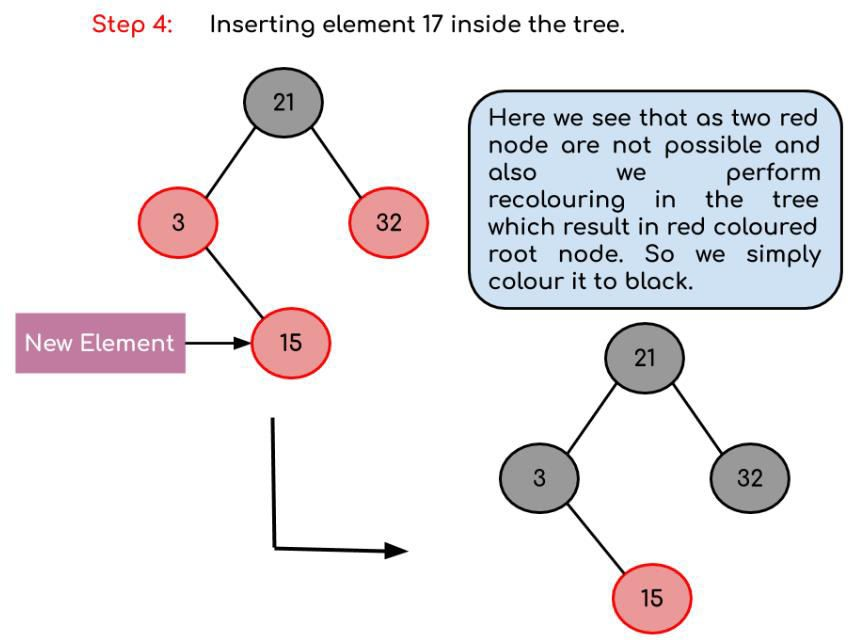 Step 4: Inserting element 17 inside the tree.
21
3
32
New Element
15
Here we see that as two red
node are not possible and
also we perform
recolouring in the tree
which result in red coloured
root node. So we simply
colour it to black.
21
3
32
15